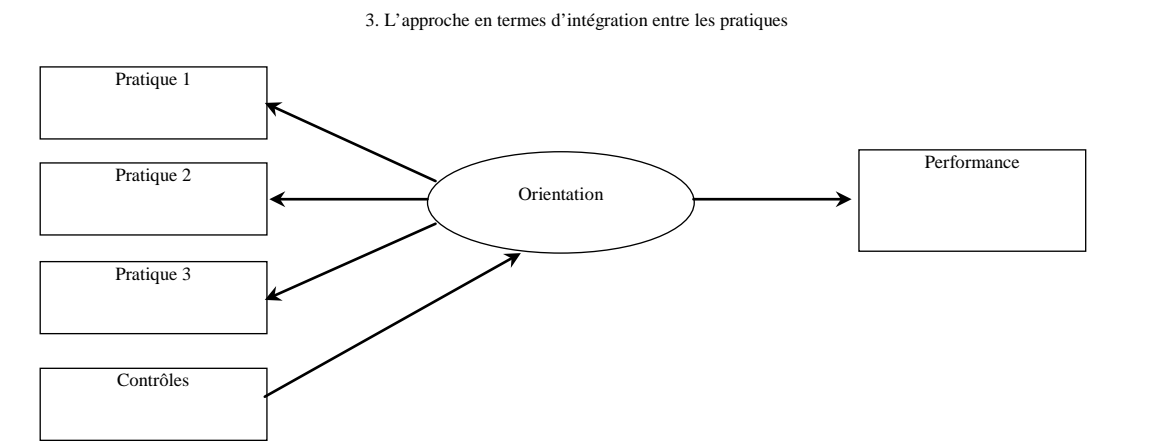 3. L’approche en termes d’intégration entre les pratiques
Pratique 1
Pratique 2
Orientation
Performance
Pratique 3
Contrôles